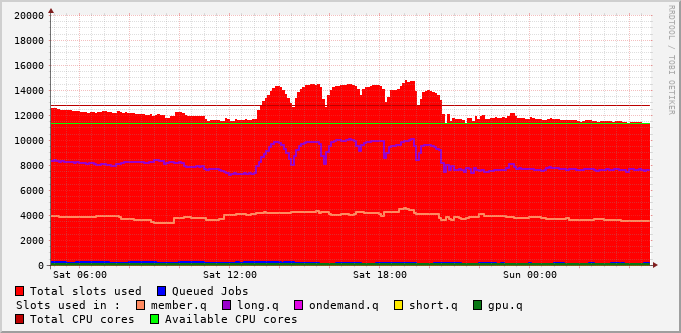 20000
18000
16000
14000
12000
10000
8000
6000
4000
2000
0
Sat 06:00 Sat 12:00 Sat 18:00 Sun 00:00
Total slots used Queued Jobs
Slots used in : member.q long.q ondemand.q short.q gpu.q
Total CPU cores Available CPU cores
RRDTOOL / TOBI OETIKER